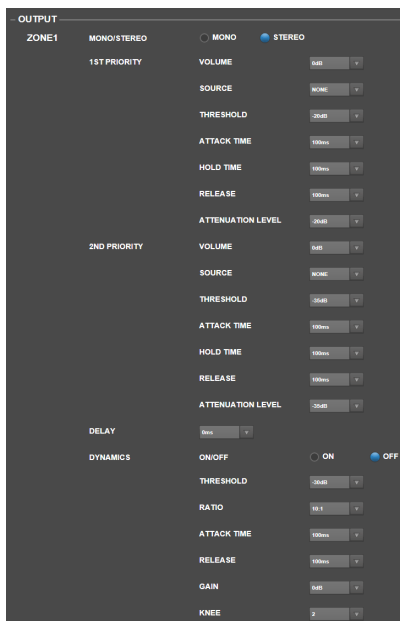 OUTPUT
ZONE1 MONO/STEREO MONO STEREO
1ST PRIORITY VOLUME 0dB
SOURCE NONE
THRESHOLD -20dB
ATTACK TIME 100ms
HOLD TIME 100ms
RELEASE 100ms
ATTENUATION LEVEL -20dB
2ND PRIORITY VOLUME 0dB
SOURCE NONE
THRESHOLD -35dB
ATTACK TIME 100ms
HOLD TIME 100ms
RELEASE 100ms
ATTENUATION LEVEL -35dB
DELAY 0ms
DYNAMICS ON/OFF ON OFF
THRESHOLD -30dB
RATIO 10:1
ATTACK TIME 100ms
RELEASE 100ms
GAIN 0dB
KNEE 2